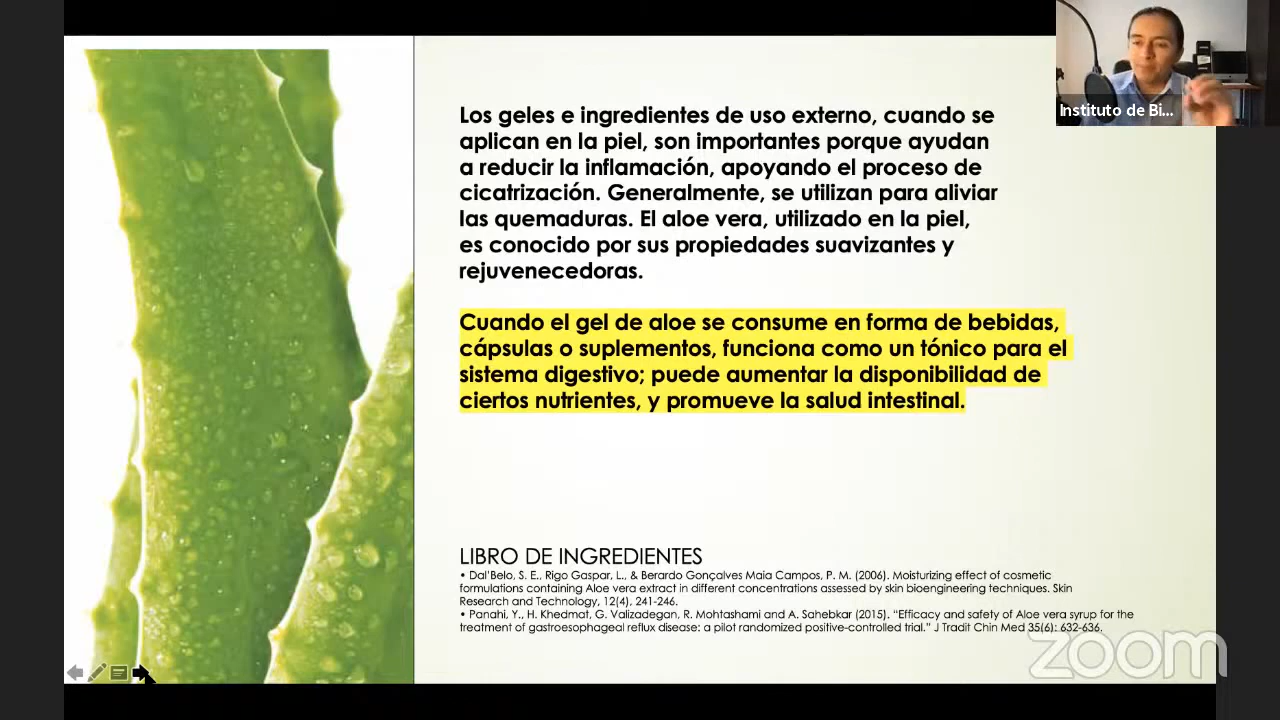 Instituto de Bi...
Los geles e ingredientes de uso externo, cuando se
aplican en la piel, son importantes porque ayudan
a reducir la inflamación, apoyando el proceso de
cicatrización. Generalmente, se utilizan para aliviar
las quemaduras. El aloe vera, utilizado en la piel,
es conocido por sus propiedades suavizantes y
rejuvenecedoras.
Cuando el gel de aloe se consume en forma de bebidas,
cápsulas o suplementos, funciona como un tónico para el
sistema digestivo; puede aumentar la disponibilidad de
ciertos nutrientes, y promueve la salud intestinal.
LIBRO DE INGREDIENTES
• Dal'Belo, S. E., Rigo Gaspar, L., & Berardo Gonçalves Maia Campos, P. M. (2006). Moisturizing effect of cosmetic
formulations containing Aloe vera extract in different concentrations assessed by skin bioengineering techniques. Skin
Research and Technology, 12(4), 241-246.
• Panahi, Y., H. Khedmat, G. Valizadegan, R. Mohtashami and A. Sahebkar (2015). “Efficacy and safety of Aloe vera syrup for the
treatment of gastroesophageal reflux disease: a pilot randomized positive-controlled trial.” J Tradit Chin Med 35(6): 632-636.
zoom